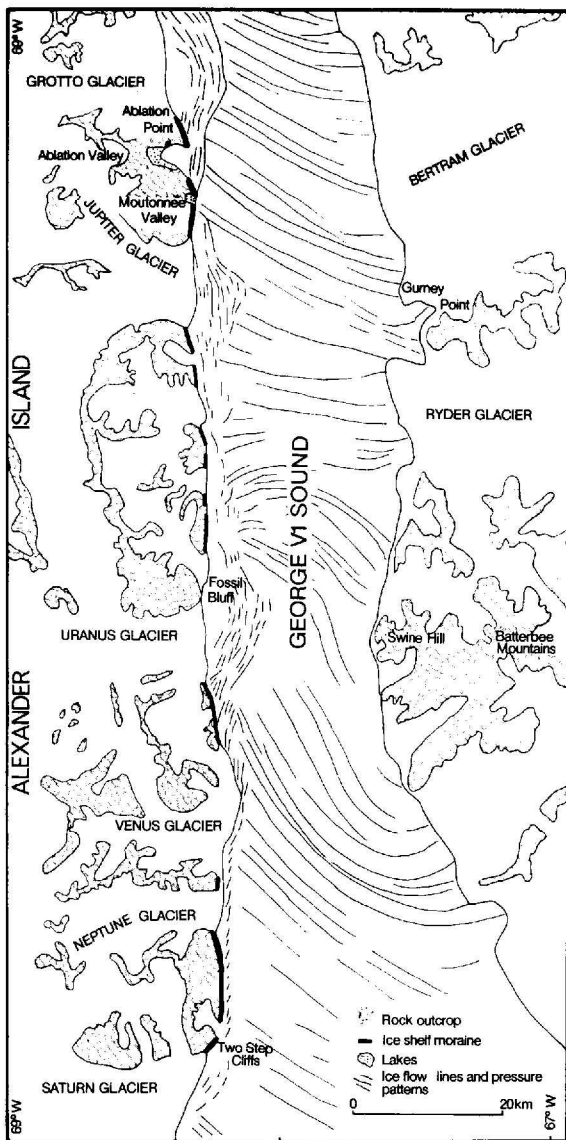 69° W
GROTTO GLACIER
Ablation
Point
Ablation Valley
BERTRAM GLACIER
Moutonnée
Valley
JUPITER GLACIER
Gurney
Point
ISLAND
RYDER GLACIER
GEORGE V1 SOUND
Fossil
Bluff
URANUS GLACIER
Swine Hill
Batterbee
Mountains
ALEXANDER
VENUS GLACIER
NEPTUNE GLACIER
Two Step
Cliffs
SATURN GLACIER
Rock outcrop
Ice shelf moraine
Lakes
Ice flow lines and pressure
patterns
0 20km
69° W
67° W